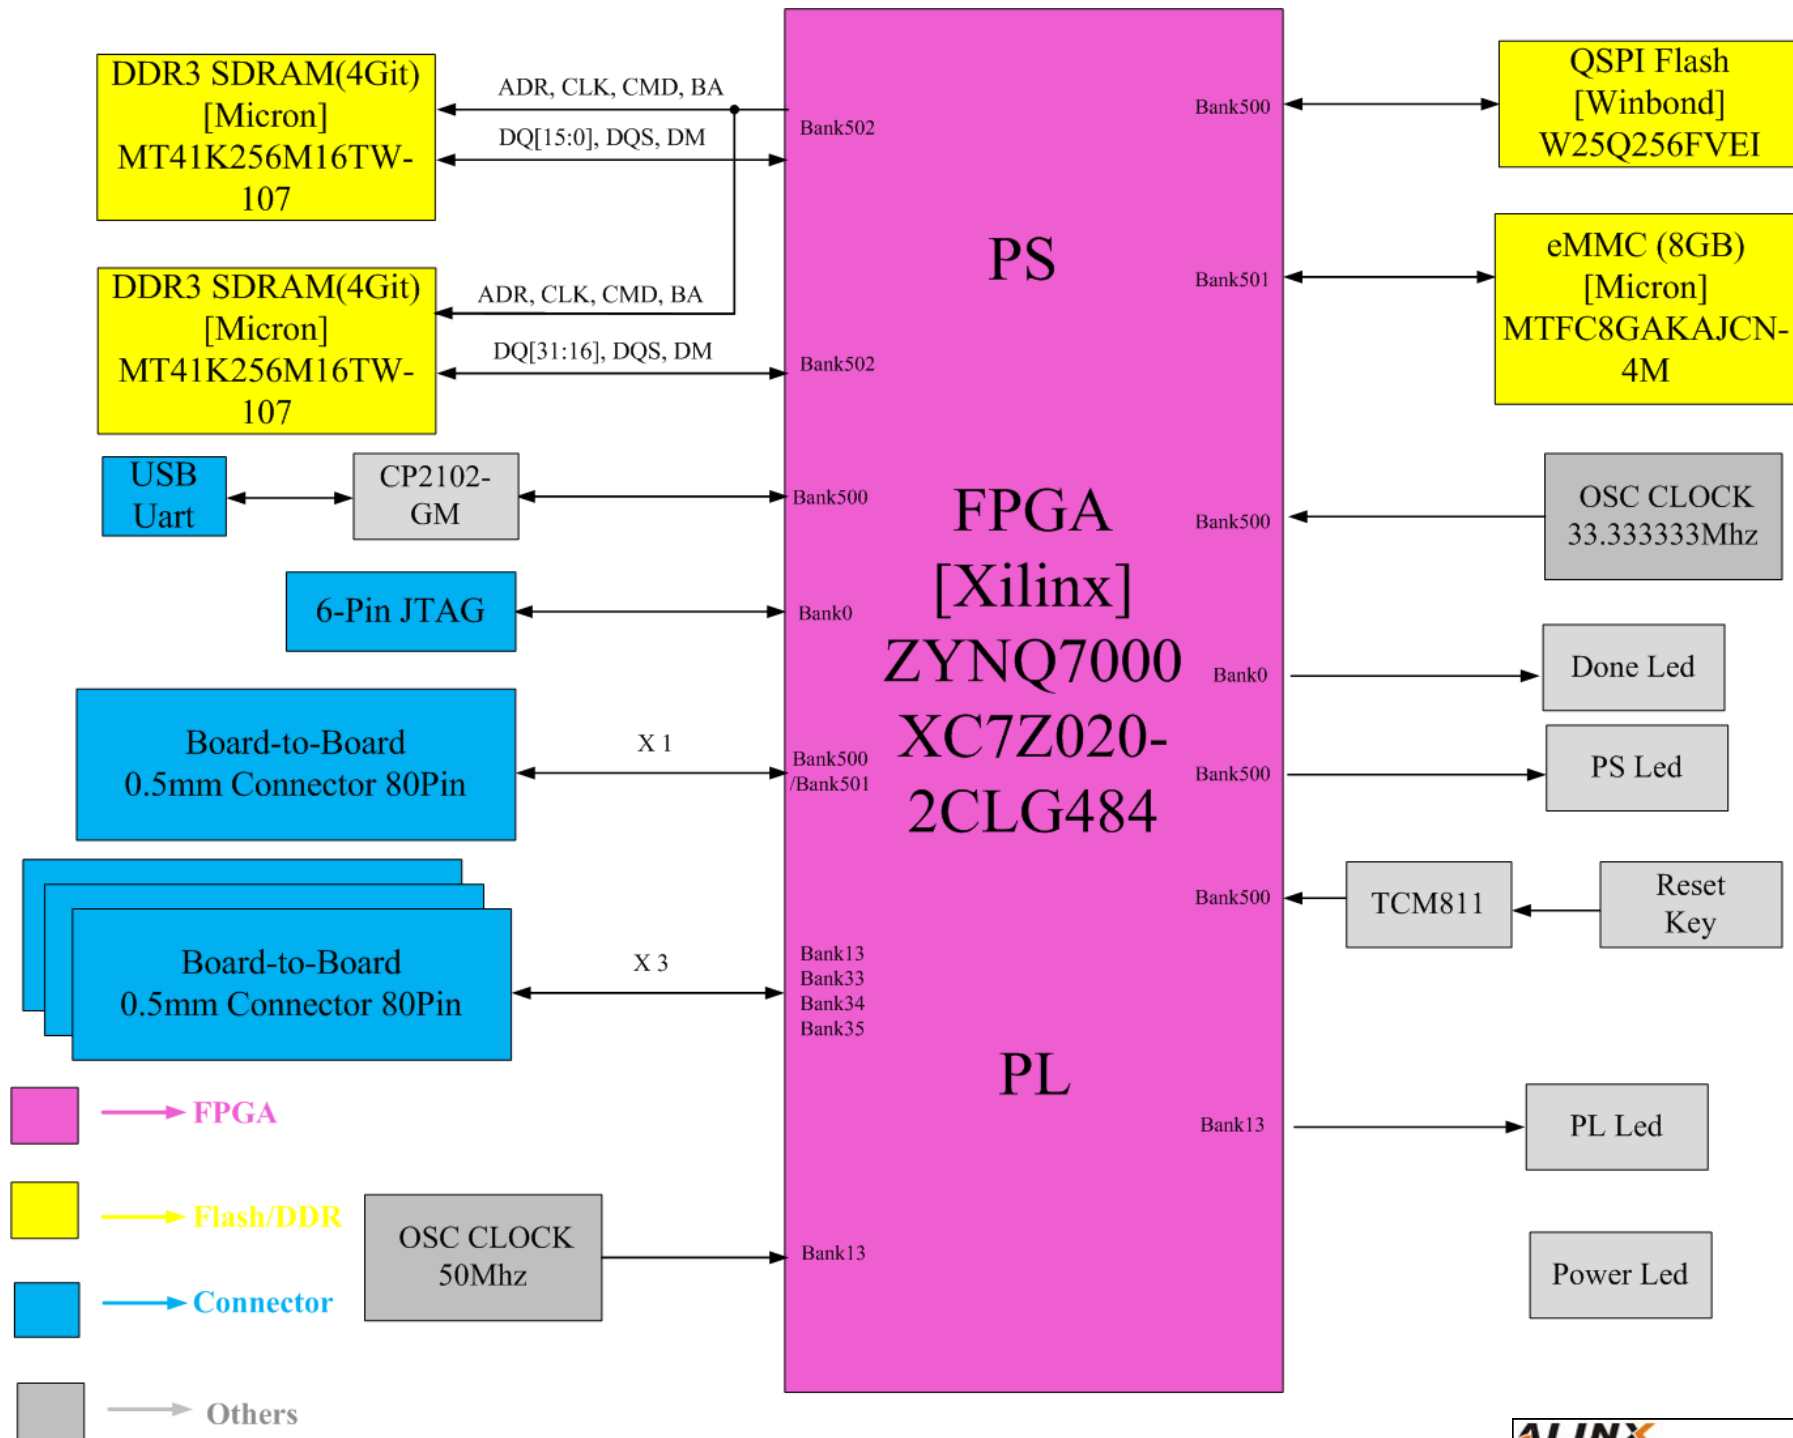 DDR3 SDRAM(4Git)
[Micron]
MT41K256M16TW-
107
ADR, CLK, CMD, BA
DQ[15:0], DQS, DM
Bank502
DDR3 SDRAM(4Git)
[Micron]
MT41K256M16TW-
107
ADR, CLK, CMD, BA
DQ[31:16], DQS, DM
Bank502
USB
Uart
CP2102-
GM
Bank500
6-Pin JTAG
Bank0
Board-to-Board
0.5mm Connector 80Pin
X 1
Bank500
/Bank501
Board-to-Board
0.5mm Connector 80Pin
X 3
Bank13
Bank33
Bank34
Bank35
OSC CLOCK
50Mhz
Bank13
PS
FPGA
[Xilinx]
ZYNQ7000
XC7Z020-
2CLG484
PL
Bank500
QSPI Flash
[Winbond]
W25Q256FVEI
Bank501
eMMC (8GB)
[Micron]
MTFC8GAKAJCN-
4M
Bank500
OSC CLOCK
33.333333Mhz
Bank0
Done Led
Bank500
PS Led
Bank500
TCM811
Reset
Key
Bank13
PL Led
Power Led
FPGA
Flash/DDR
Connector
Others
ALINX